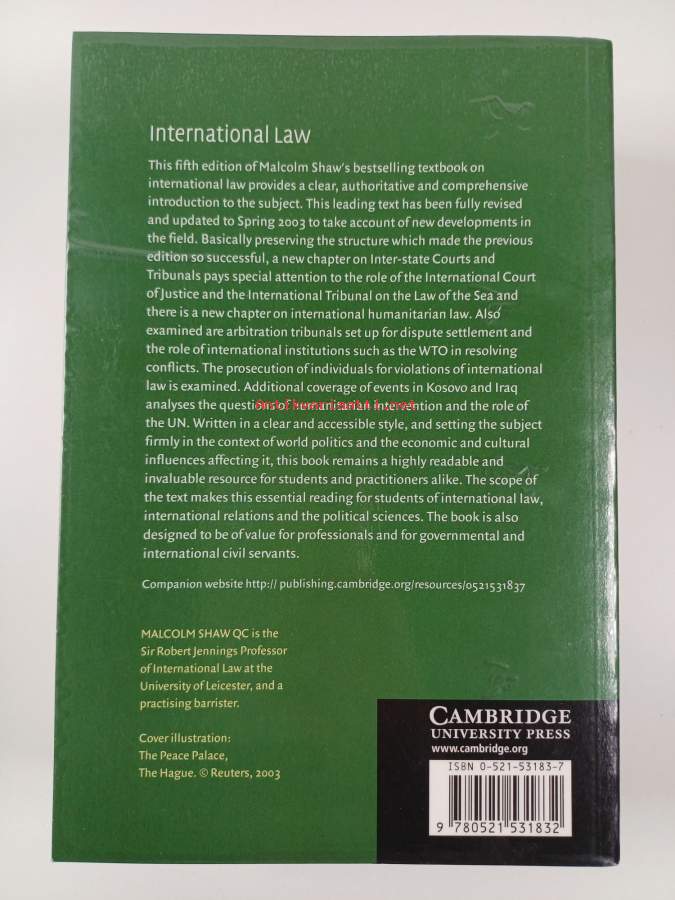 International Law
This fifth edition of Malcolm Shaw's bestselling textbook on
international law provides a clear, authoritative and comprehensive
introduction to the subject. This leading text has been fully revised
and updated to Spring 2003 to take account of new developments in
the field. Basically preserving the structure which made the previous
edition so successful, a new chapter on Inter-state Courts and
Tribunals pays special attention to the role of the International Court
of Justice and the International Tribunal on the Law of the Sea and
there is a new chapter on international humanitarian law. Also
examined are arbitration tribunals set up for dispute settlement and
the role of international institutions such as the WTO in resolving
conflicts. The prosecution of individuals for violations of international
law is examined. Additional coverage of events in Kosovo and Iraq
analyses the question of humanitarian intervention and the role of
the UN. Written in a clear and accessible style, and setting the subject
firmly in the context of world politics and the economic and cultural
influences affecting it, this book remains a highly readable and
invaluable resource for students and practitioners alike. The scope of
the text makes this essential reading for students of international law,
international relations and the political sciences. The book is also
designed to be of value for professionals and for governmental and
international civil servants.
Companion website http:// publishing.cambridge.org/resources/0521531837
MALCOLM SHAW QC is the
Sir Robert Jennings Professor
of International Law at the
University of Leicester, and a
practising barrister.
Cover illustration:
The Peace Palace,
The Hague. © Reuters, 2003
CAMBRIDGE
UNIVERSITY PRESS
www.cambridge.org
ISBN 0-521-53183-7
9 780521 531832